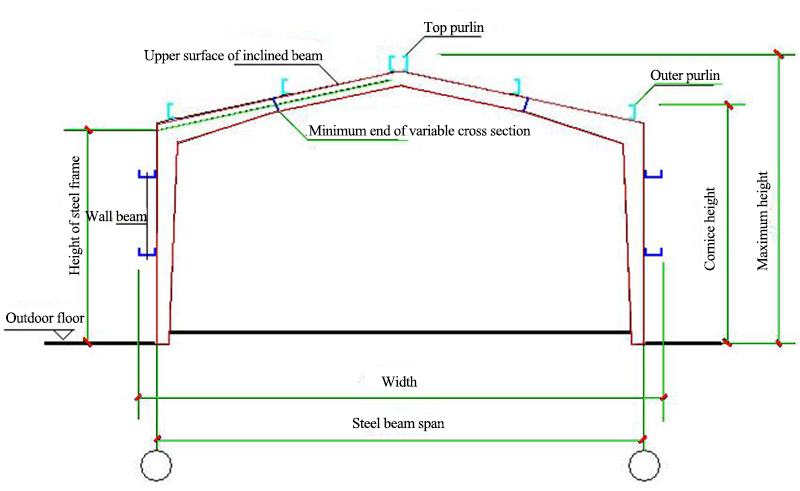 Top purlin
Upper surface of inclined beam
Outer purlin
Minimum end of variable cross section
Height of steel frame
Wall beam
Cornice height
Maximum height
Outdoor floor
Width
Steel beam span